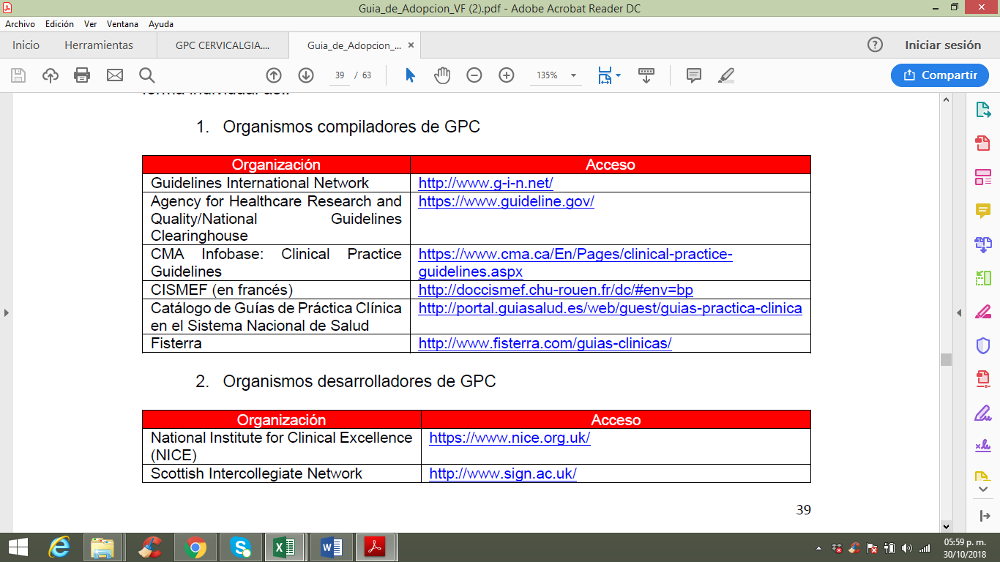 Guia_de_Adopcion_VF (2).pdf - Adobe Acrobat Reader DC
Archivo Edición Ver Ventana Ayuda
Inicio Herramientas GPC CERVICALGIA.... Guia_de_Adopcion_... × Iniciar sesión
39 / 63 135% Compartir
forma individual así:
1. Organismos compiladores de GPC
Organización Acceso
Guidelines International Network http://www.g-i-n.net/
Agency for Healthcare Research and https://www.guideline.gov/
Quality/National Guidelines
Clearinghouse
CMA Infobase: Clinical Practice https://www.cma.ca/En/Pages/clinical-practice-
Guidelines guidelines.aspx
CISMEF (en francés) http://doccismef.chu-rouen.fr/dc/#env=bp
Catálogo de Guías de Práctica Clínica http://portal.guiasalud.es/web/guest/guias-practica-clinica
en el Sistema Nacional de Salud
Fisterra http://www.fisterra.com/guias-clinicas/
2. Organismos desarrolladores de GPC
Organización Acceso
National Institute for Clinical Excellence https://www.nice.org.uk/
(NICE)
Scottish Intercollegiate Network http://www.sign.ac.uk/
39
05:59 p. m.
30/10/2018